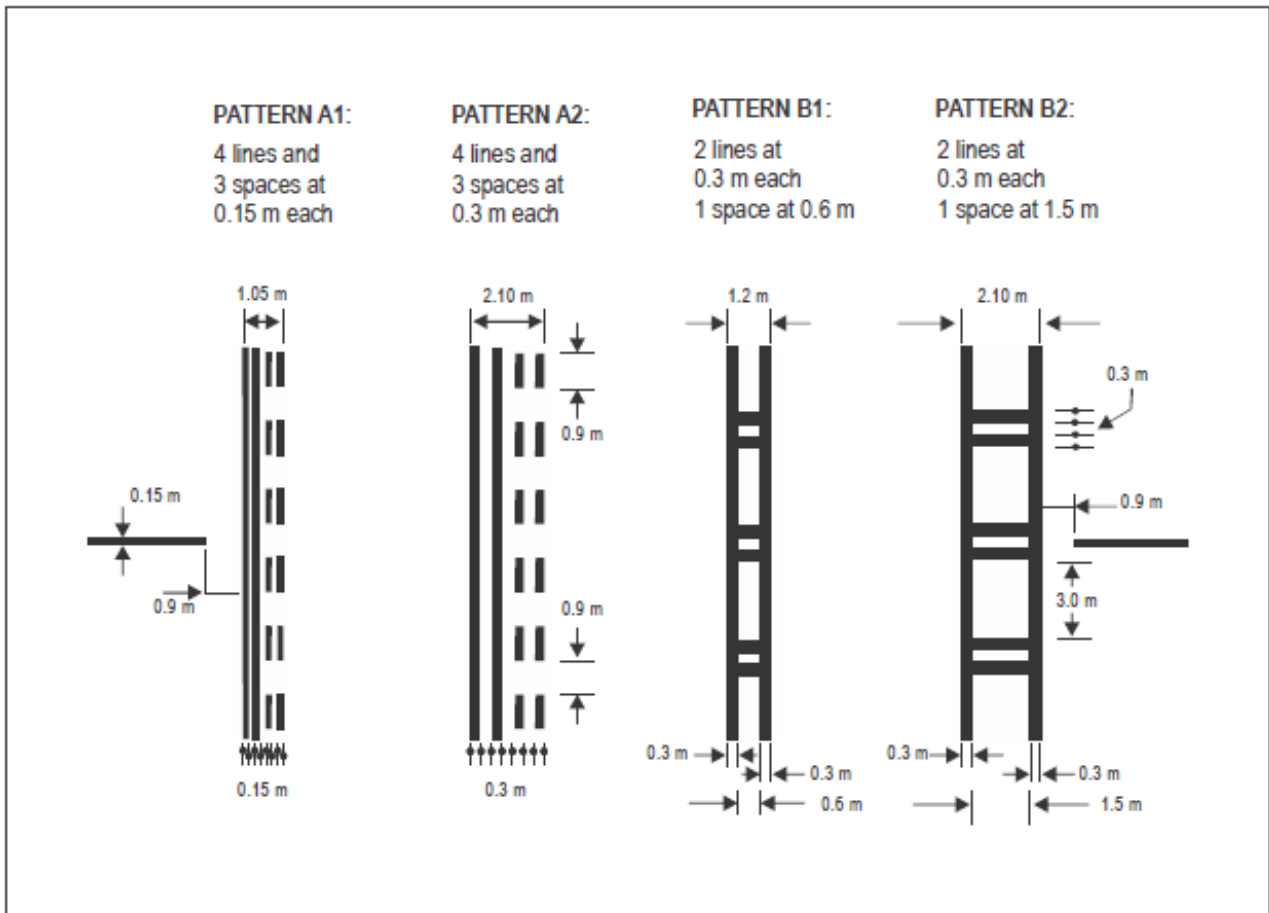 PATTERN A1:
4 lines and
3 spaces at
0.15 m each
PATTERN A2:
4 lines and
3 spaces at
0.3 m each
PATTERN B1:
2 lines at
0.3 m each
1 space at 0.6 m
PATTERN B2:
2 lines at
0.3 m each
1 space at 1.5 m
1.05 m
2.10 m
1.2 m
2.10 m
0.3 m
0.9 m
0.15 m
0.9 m
0.9 m
0.9 m
3.0 m
0.15 m
0.3 m
0.3 m
0.3 m
0.6 m
0.3 m
0.3 m
1.5 m